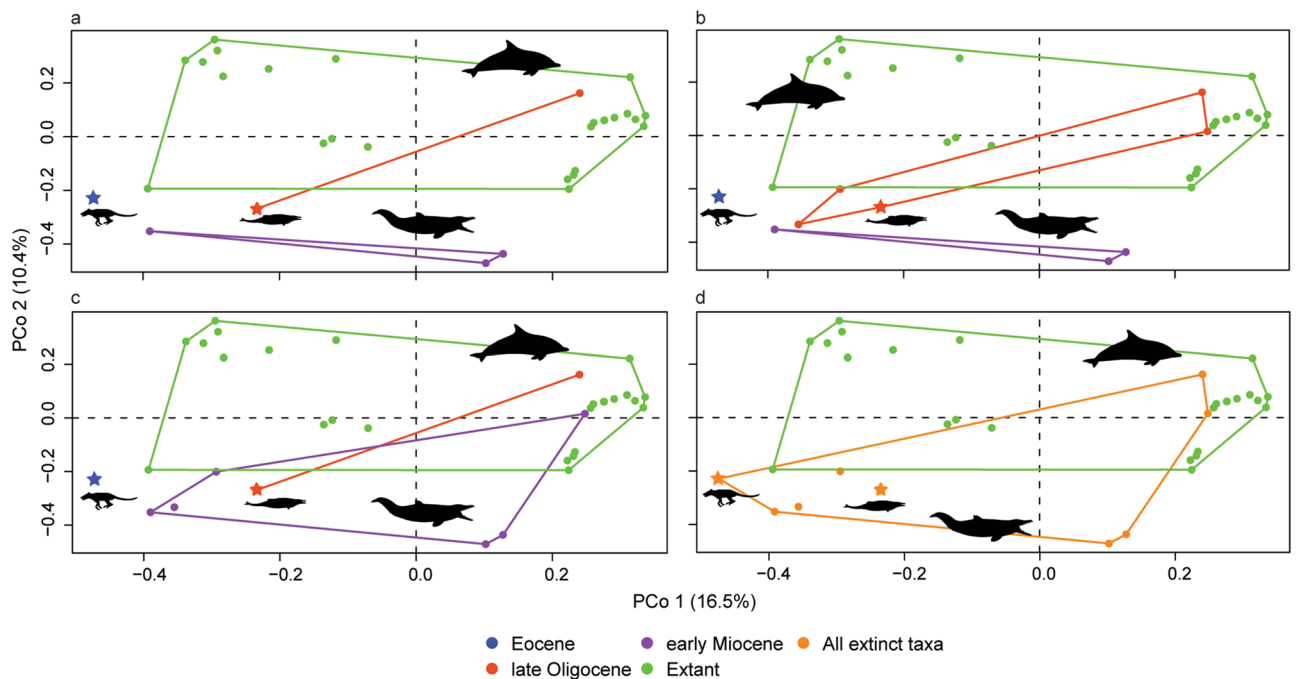 a
b
0.2
0.0
−0.2
−0.4
c
d
0.2
0.0
−0.2
−0.4
PCo 2 (10.4%)
−0.4 −0.2 0.0 0.2 −0.4 −0.2 0.0 0.2
PCo 1 (16.5%)
Eocene early Miocene All extinct taxa
late Oligocene Extant